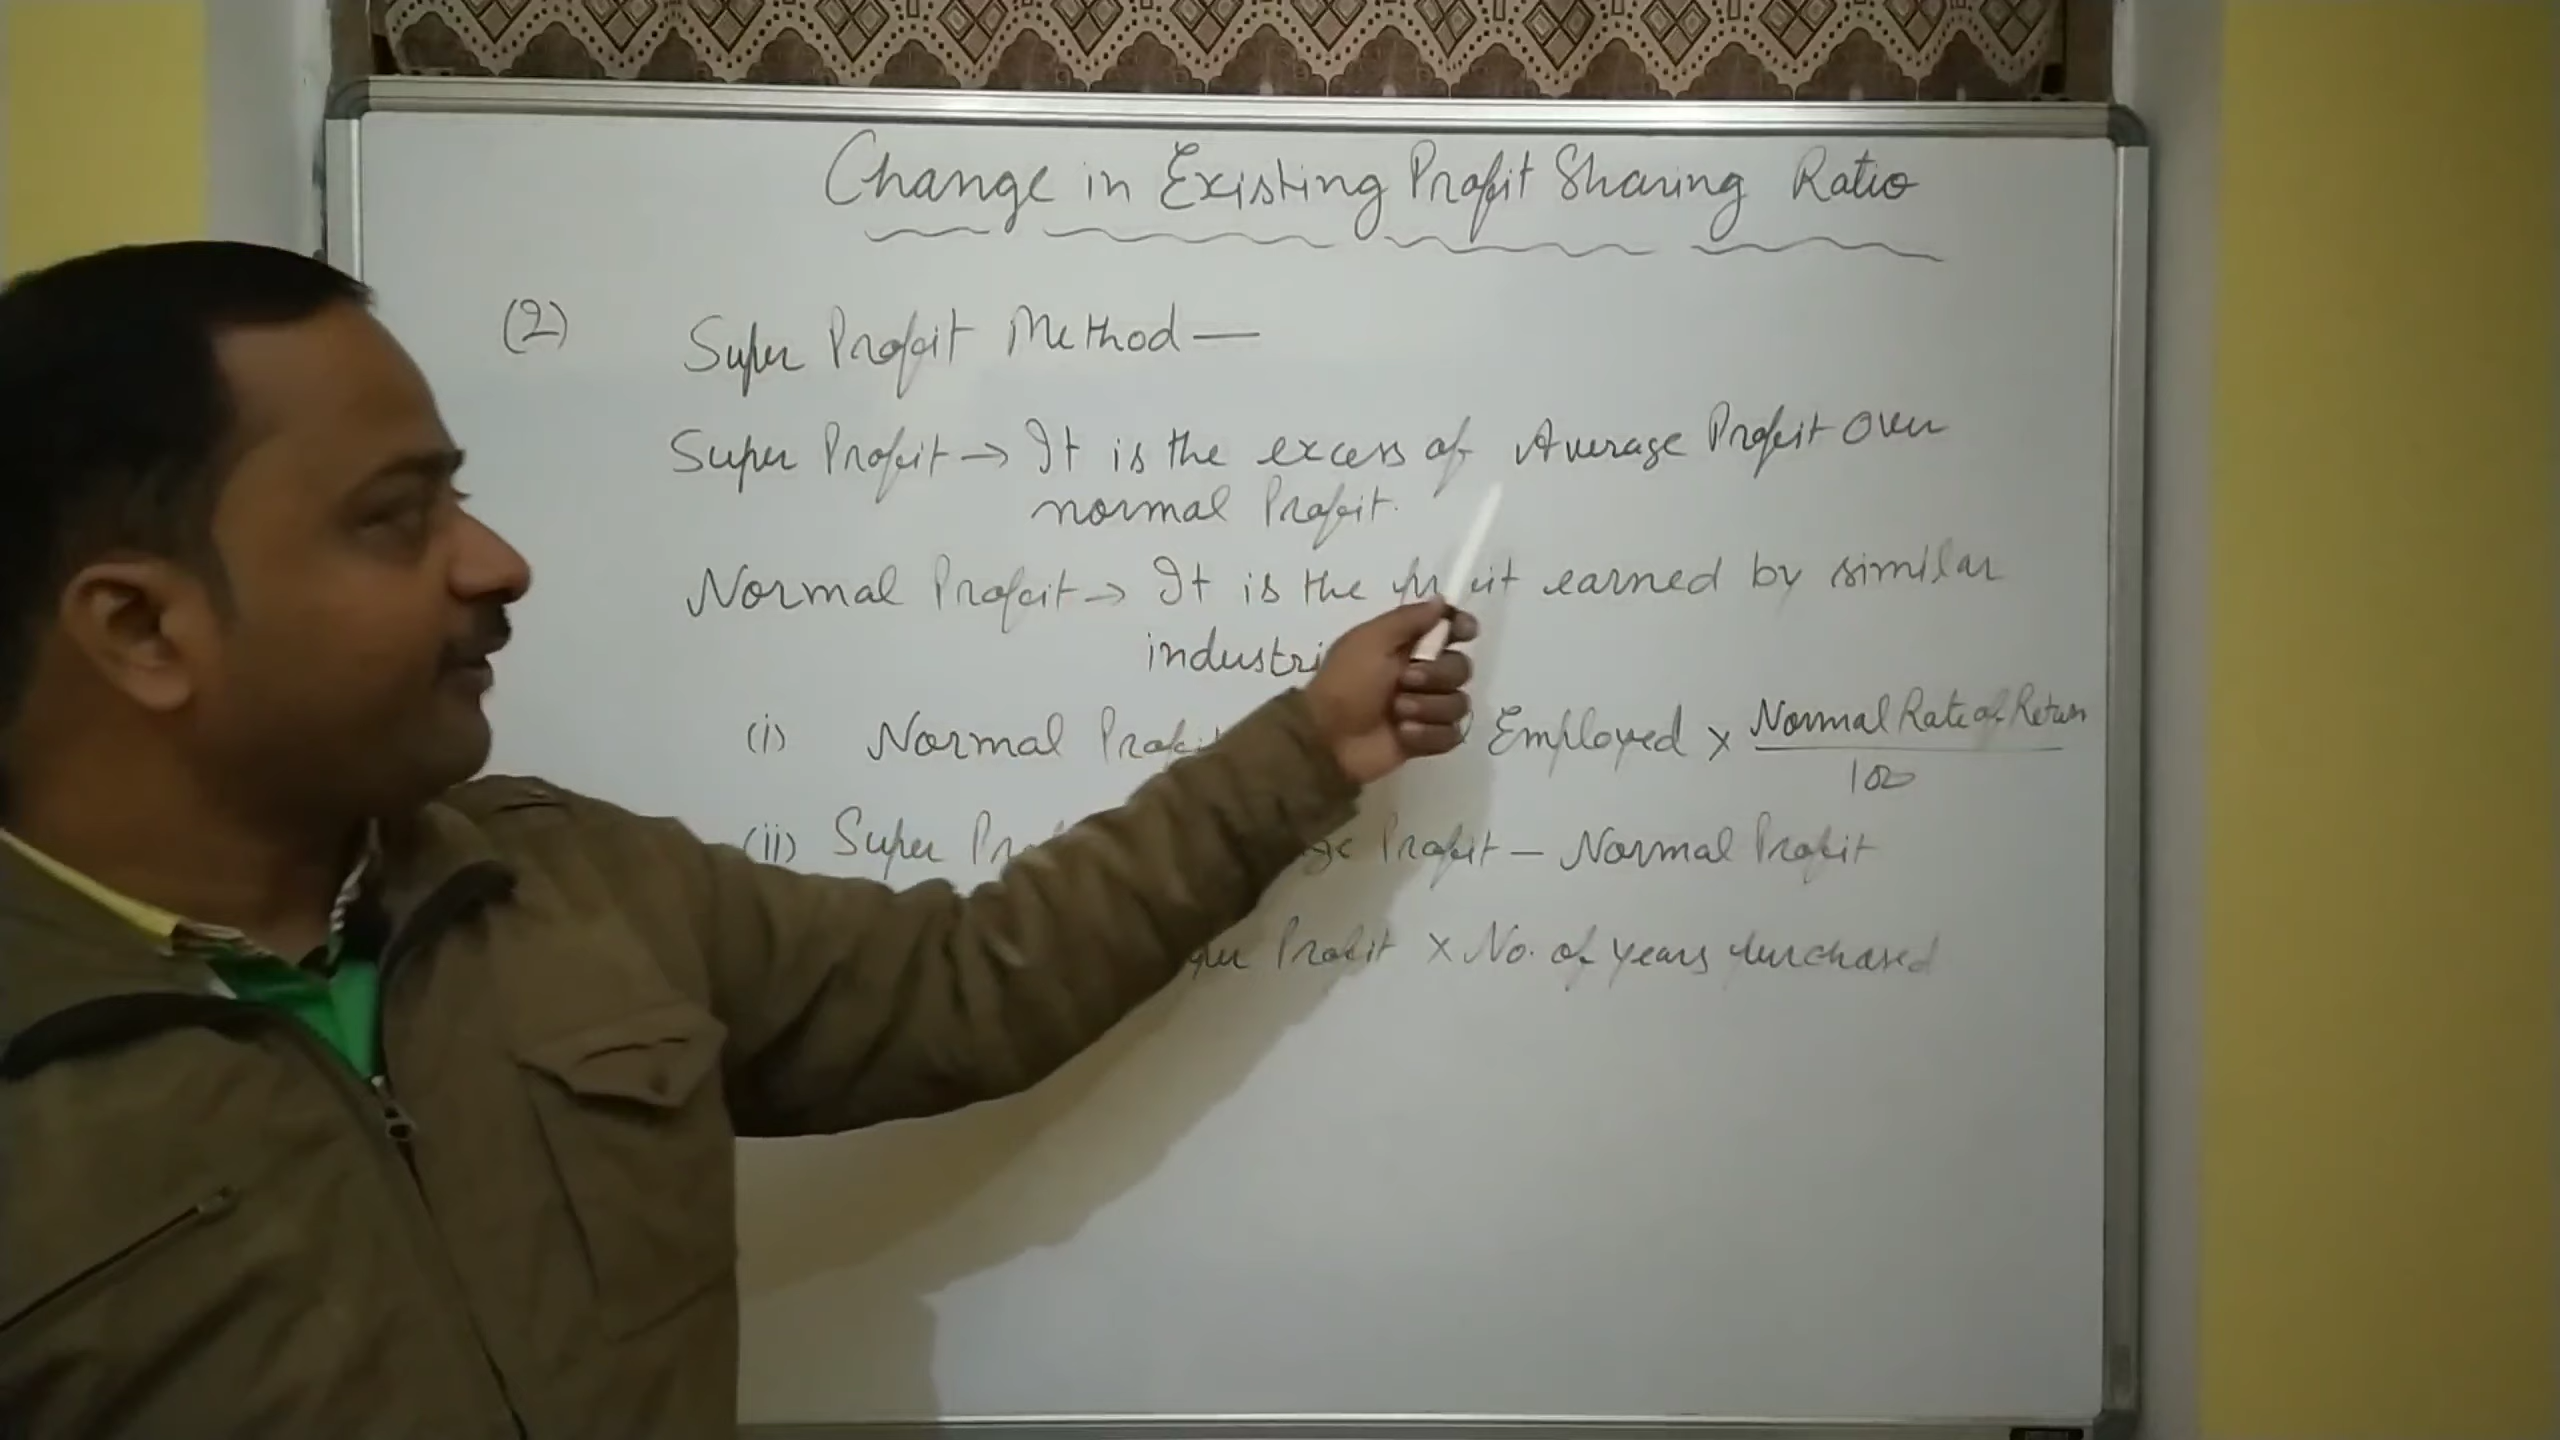 Change in Existing Profit Sharing Ratio
(2) Super Profit Method —
Super Profit → It is the excess of Average Profit Over
normal Profit.
Normal Profit → It is the earned by similar
(i) Normal Employed × Normal Rate of Return
100
(ii) Super Profit – Normal Profit
Profit × No. of years purchased